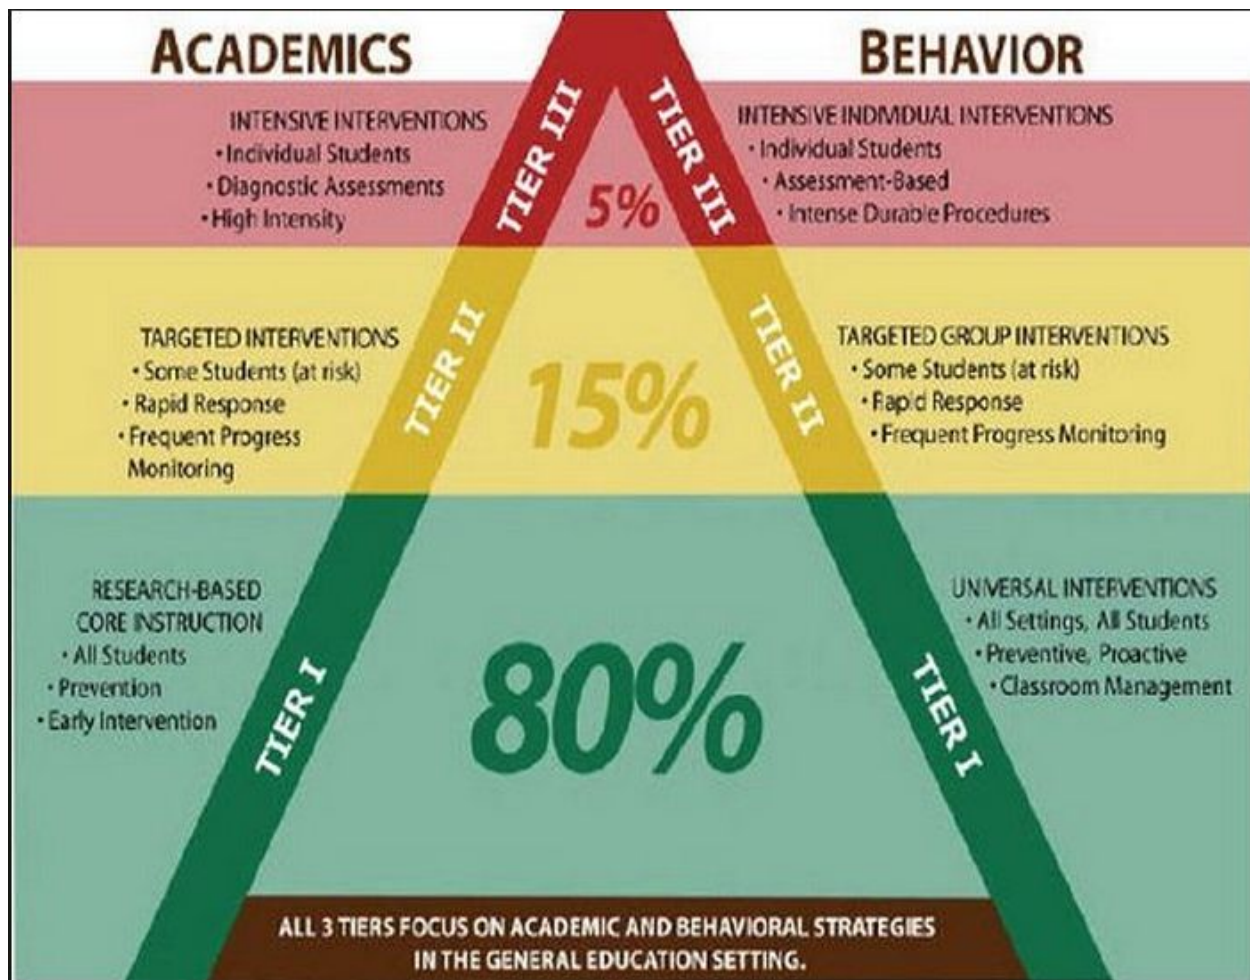 ACADEMICS
BEHAVIOR
INTENSIVE INTERVENTIONS
• Individual Students
• Diagnostic Assessments
• High Intensity
TIER III
5%
TIER III
INTENSIVE INDIVIDUAL INTERVENTIONS
• Individual Students
• Assessment-Based
• Intense Durable Procedures
TARGETED INTERVENTIONS
• Some Students (at risk)
• Rapid Response
• Frequent Progress
Monitoring
TIER II
15%
TIER II
TARGETED GROUP INTERVENTIONS
• Some Students (at risk)
• Rapid Response
• Frequent Progress Monitoring
RESEARCH-BASED
CORE INSTRUCTION
• All Students
• Prevention
• Early Intervention
TIER I
80%
TIER I
UNIVERSAL INTERVENTIONS
• All Settings, All Students
• Preventive, Proactive
• Classroom Management
ALL 3 TIERS FOCUS ON ACADEMIC AND BEHAVIORAL STRATEGIES
IN THE GENERAL EDUCATION SETTING.